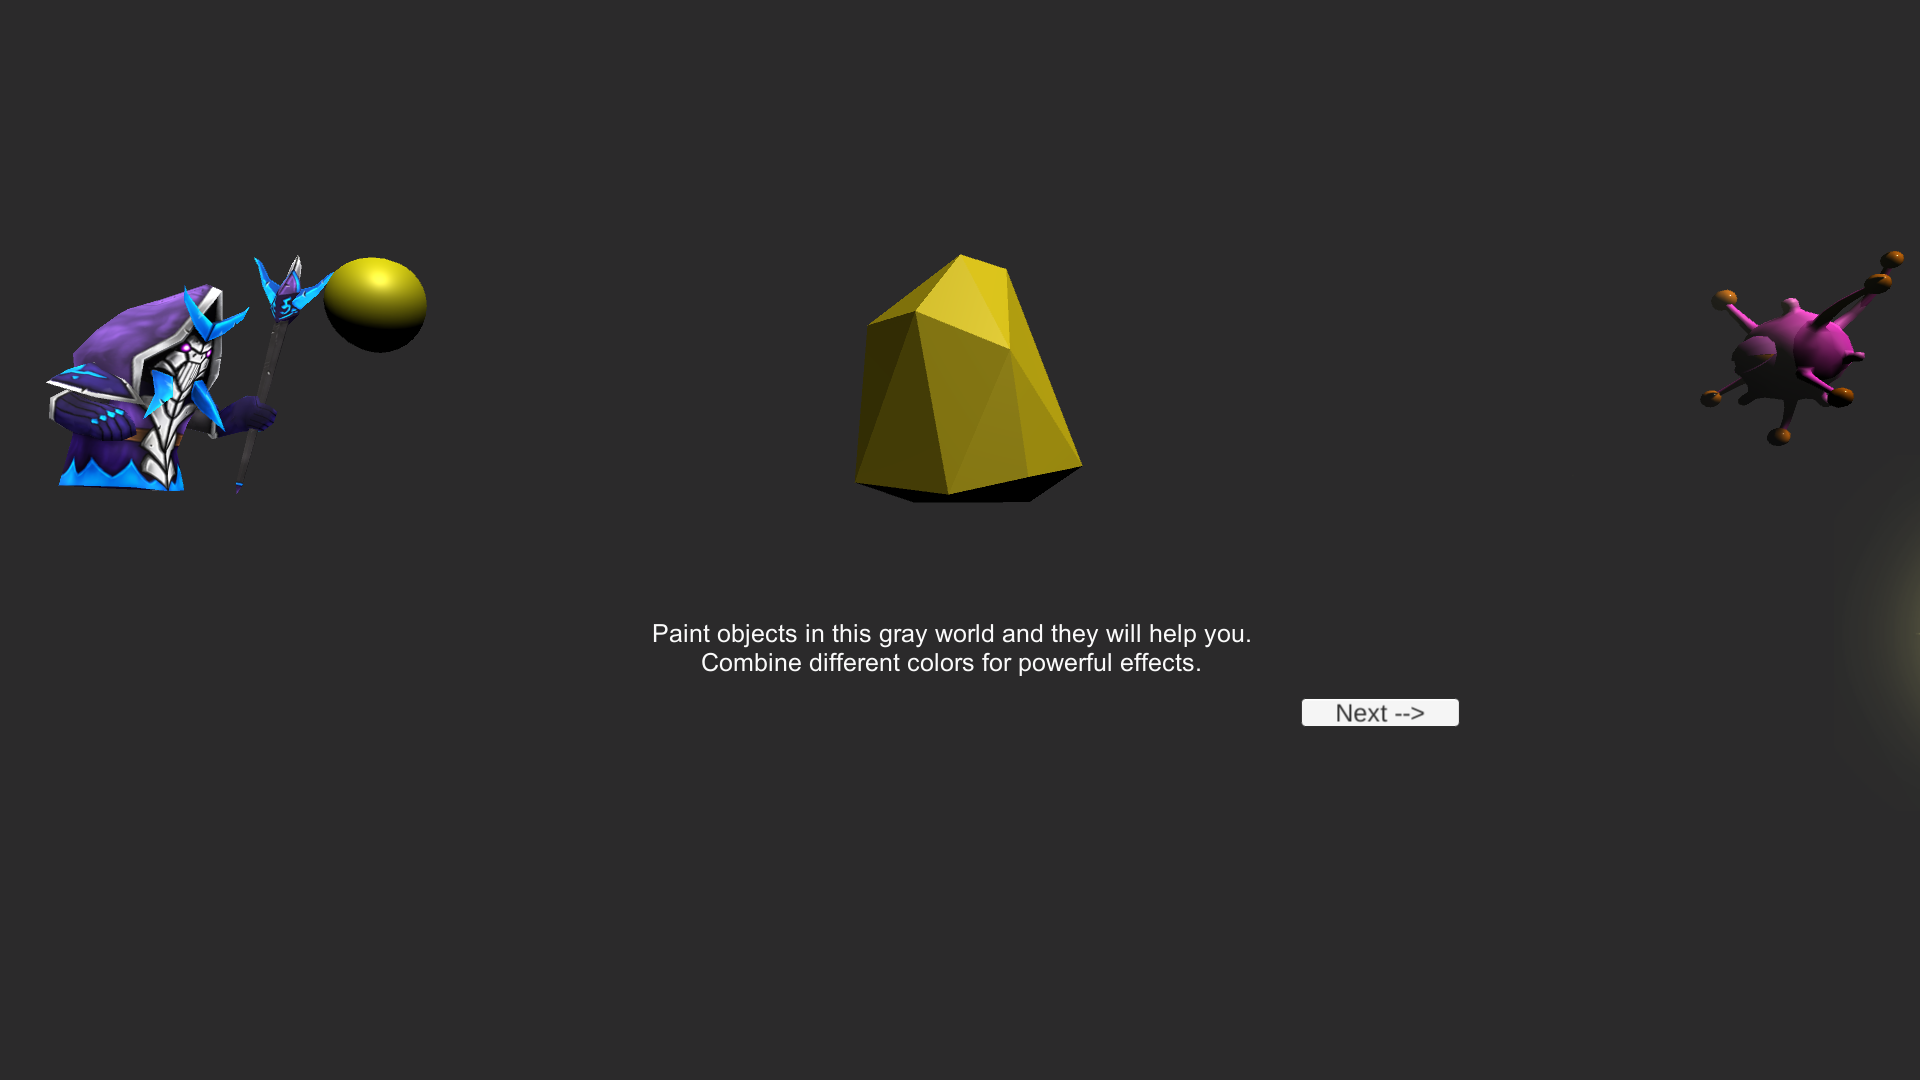 Paint objects in this gray world and they will help you.
Combine different colors for powerful effects.
Next -->